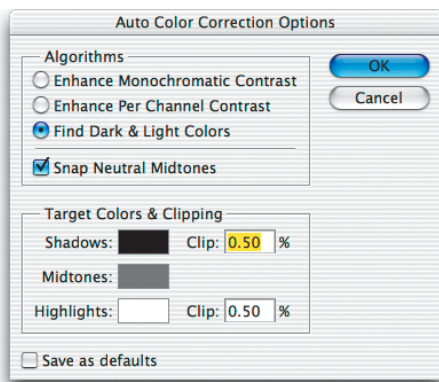 Auto Color Correction Options
Algorithms
Enhance Monochromatic Contrast
Enhance Per Channel Contrast
Find Dark & Light Colors
Snap Neutral Midtones
OK
Cancel
Target Colors & Clipping
Shadows: Clip: 0.50 %
Midtones:
Highlights: Clip: 0.50 %
Save as defaults